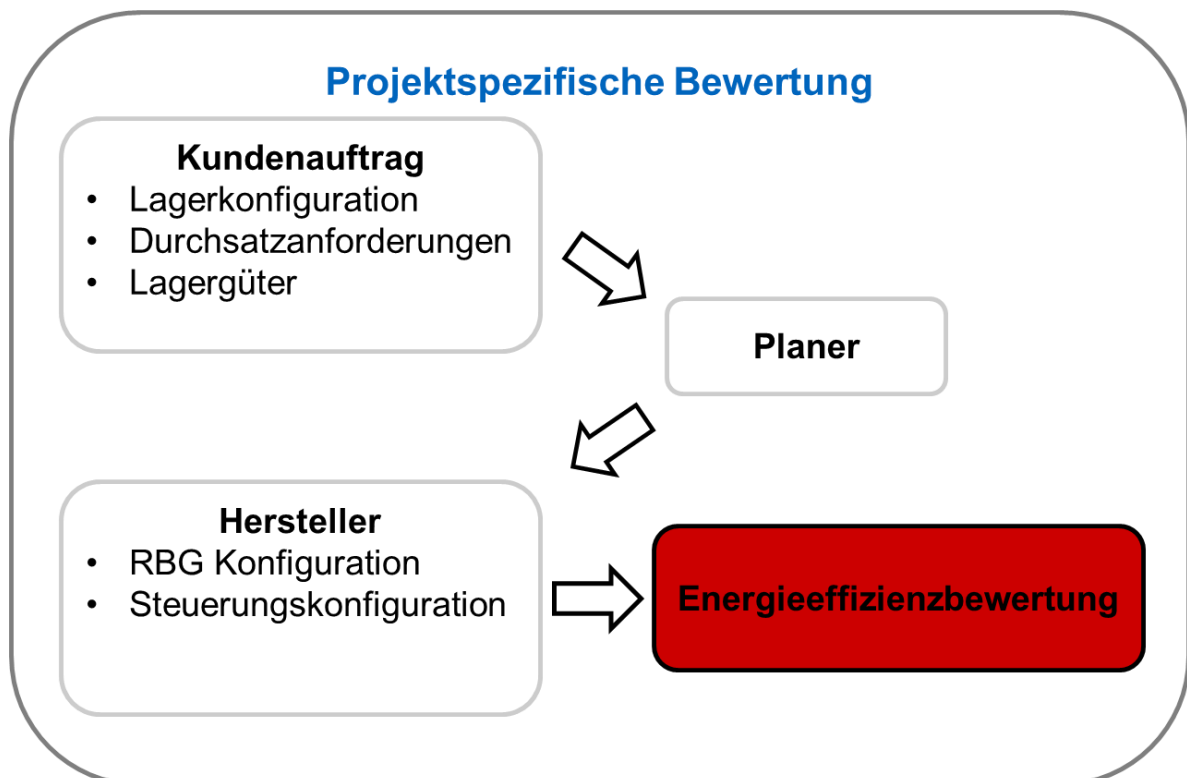 Projektspezifische Bewertung
Kundenauftrag
• Lagerkonfiguration
• Durchsatzanforderungen
• Lagergüter
Planer
Hersteller
• RBG Konfiguration
• Steuerungskonfiguration
Energieeffizienzbewertung